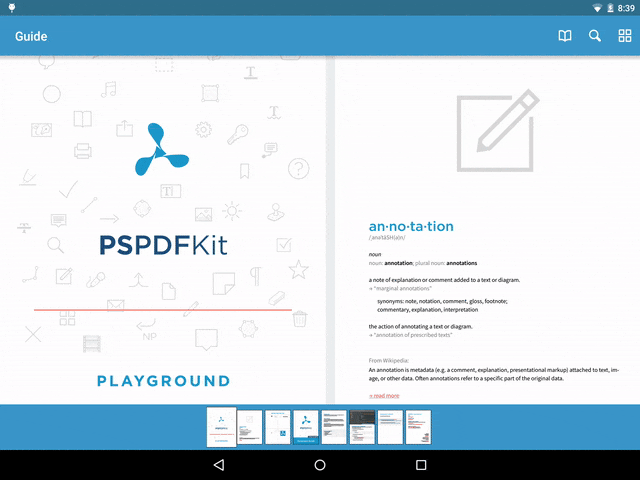 8:39
Guide
T
T
T
NP
PSPDFKit
PLAYGROUND
an·no·ta·tion
noun
noun: annotation; plural noun: annotations
a note of explanation or comment added to a text or diagram.
"marginal annotations"
synonyms: note, notation, comment, gloss, footnote;
commentary, explanation, interpretation
the action of annotating a text or diagram.
"annotation of prescribed texts"
From Wikipedia:
An annotation is metadata (e.g. a comment, explanation, presentational markup) attached to text, im-
age, or other data. Often annotations refer to a specific part of the original data.
> read more